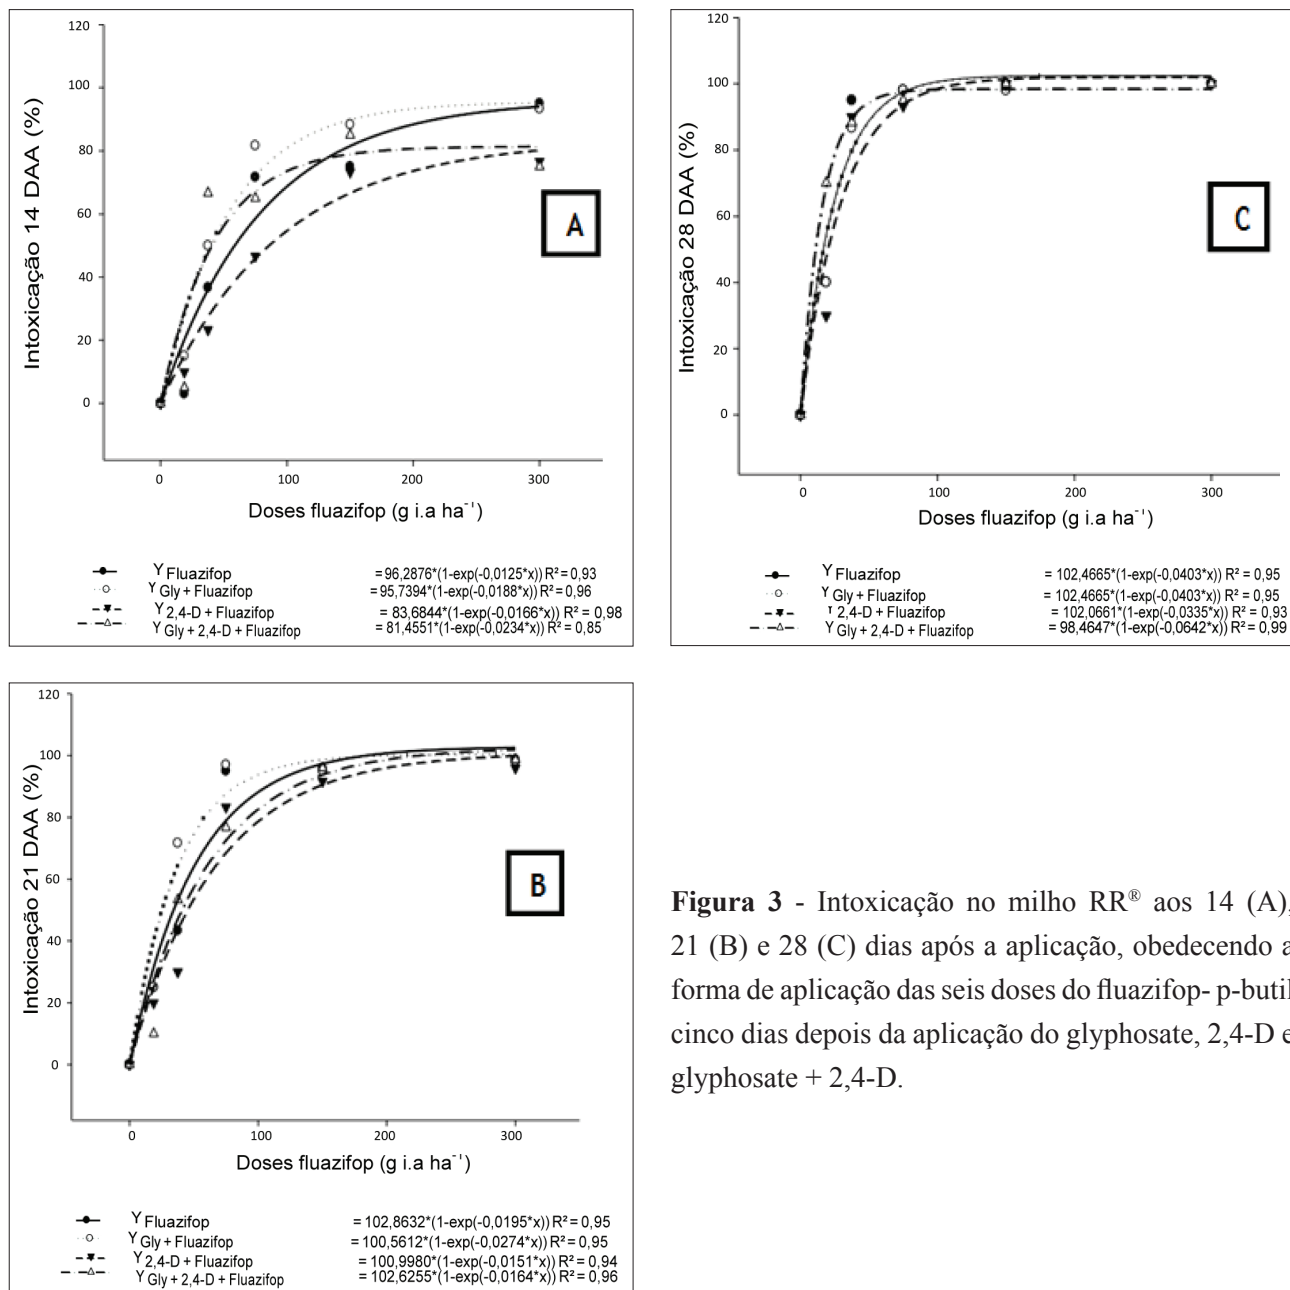 120
100
80
60
40
20
0
Intoxicação 14 DAA (%)
A
0 100 200 300
Doses fluazifop (g i.a ha⁻¹)
Y Fluazifop = 96,2876*(1-exp(-0,0125*x)) R² = 0,93
Y Gly + Fluazifop = 95,7394*(1-exp(-0,0188*x)) R² = 0,96
Y 2,4-D + Fluazifop = 83,6844*(1-exp(-0,0166*x)) R² = 0,98
Y Gly + 2,4-D + Fluazifop = 81,4551*(1-exp(-0,0234*x)) R² = 0,85
120
100
80
60
40
20
0
Intoxicação 28 DAA (%)
C
0 100 200 300
Doses fluazifop (g i.a ha⁻¹)
Y Fluazifop = 102,4665*(1-exp(-0,0403*x)) R² = 0,95
Y Gly + Fluazifop = 102,4665*(1-exp(-0,0403*x)) R² = 0,95
Y 2,4-D + Fluazifop = 102,0661*(1-exp(-0,0335*x)) R² = 0,93
Y Gly + 2,4-D + Fluazifop = 98,4647*(1-exp(-0,0642*x)) R² = 0,99
120
100
80
60
40
20
0
Intoxicação 21 DAA (%)
B
0 100 200 300
Doses fluazifop (g i.a ha⁻¹)
Y Fluazifop = 102,8632*(1-exp(-0,0195*x)) R² = 0,95
Y Gly + Fluazifop = 100,5612*(1-exp(-0,0274*x)) R² = 0,95
Y 2,4-D + Fluazifop = 100,9980*(1-exp(-0,0151*x)) R² = 0,94
Y Gly + 2,4-D + Fluazifop = 102,6255*(1-exp(-0,0164*x)) R² = 0,96
Figura 3 - Intoxicação no milho RR® aos 14 (A),
21 (B) e 28 (C) dias após a aplicação, obedecendo a
forma de aplicação das seis doses do fluazifop- p-butil
cinco dias depois da aplicação do glyphosate, 2,4-D e
glyphosate + 2,4-D.